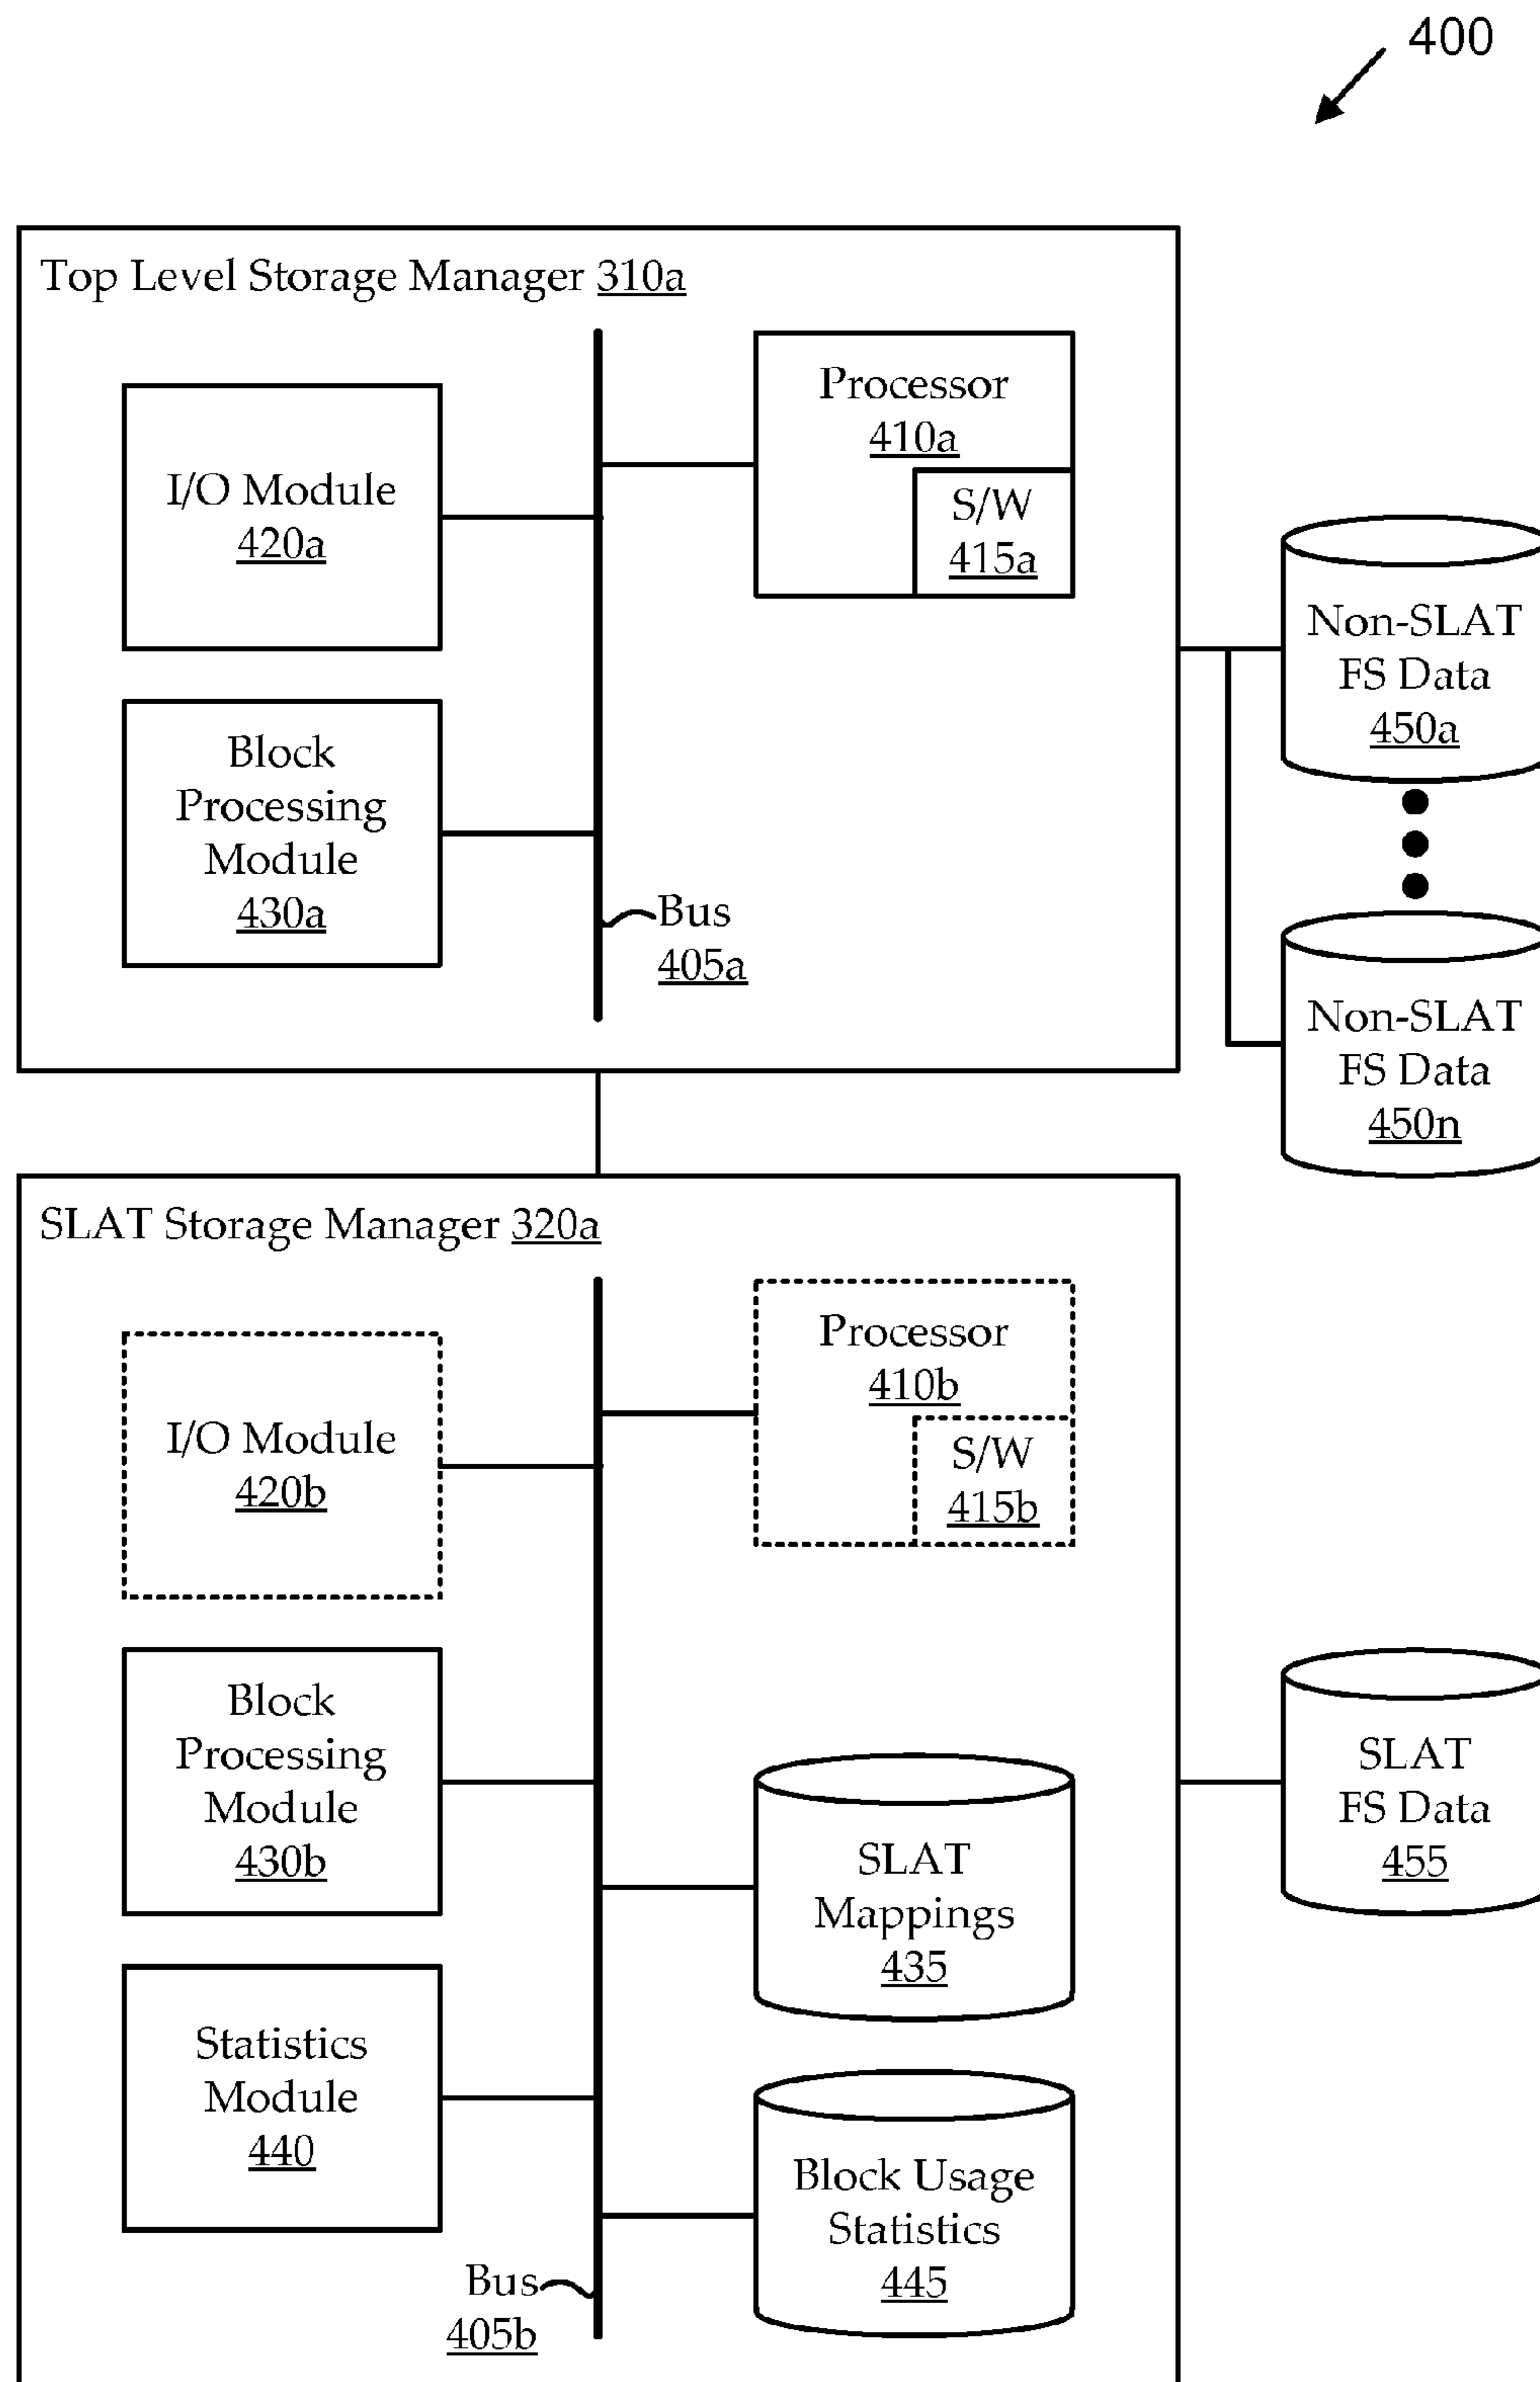 400
Top Level Storage Manager 310a
Processor
410a
S/W
415a
I/O Module
420a
Block
Processing
Module
430a
Bus
405a
Non-SLAT
FS Data
450a
Non-SLAT
FS Data
450n
SLAT Storage Manager 320a
Processor
410b
S/W
415b
I/O Module
420b
Block
Processing
Module
430b
SLAT
Mappings
435
SLAT
FS Data
455
Statistics
Module
440
Block Usage
Statistics
445
Bus
405b